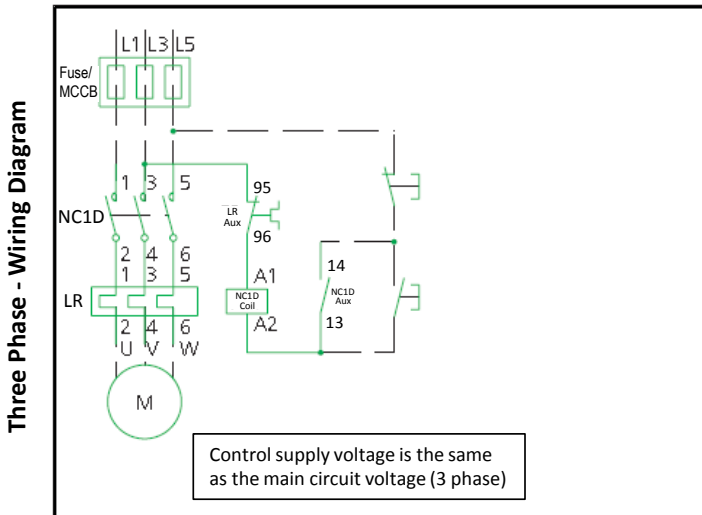 Three Phase - Wiring Diagram
L1 L3 L5
Fuse/
MCCB
1 3 5
NC1D
2 4 6
1 3 5
LR
2 4 6
U V W
M
95
LR
Aux
96
A1
NC1D
Coil
A2
14
NC1D
Aux
13
Control supply voltage is the same
as the main circuit voltage (3 phase)